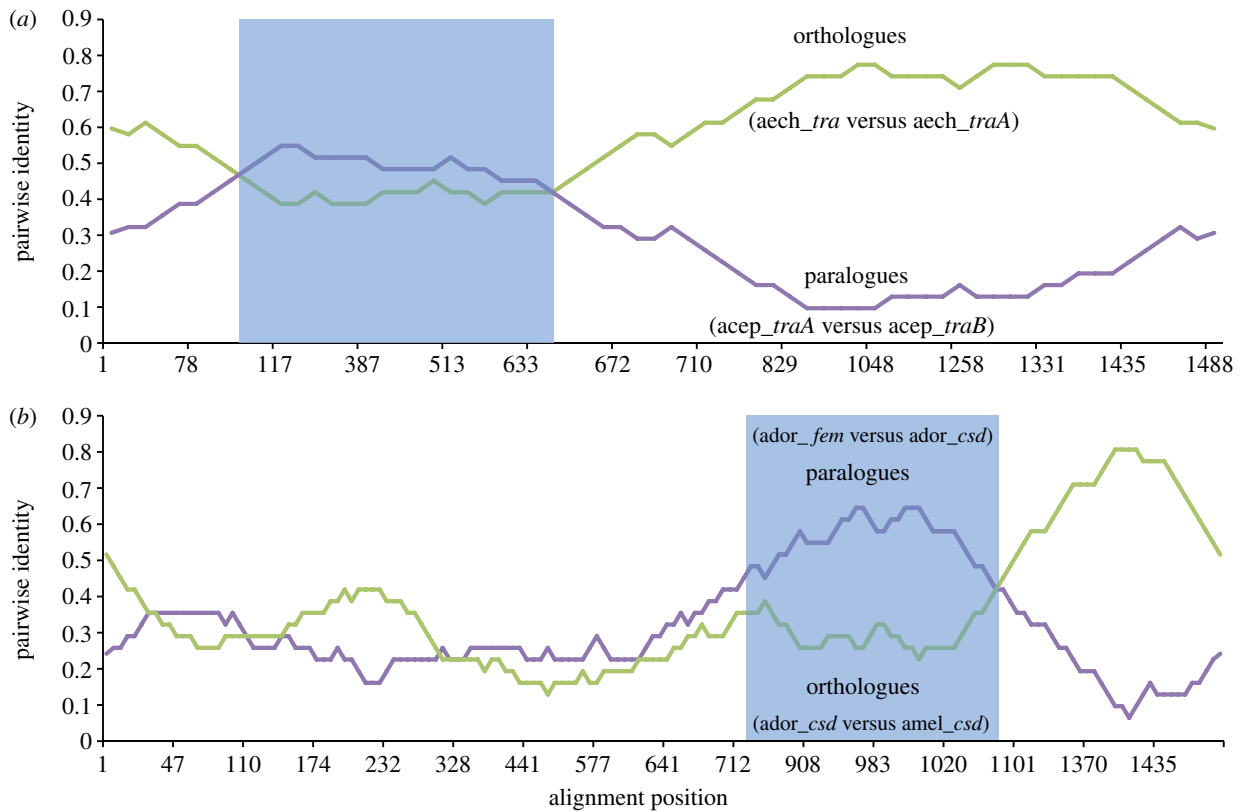 (a)
pairwise identity
0.9
0.8
0.7
0.6
0.5
0.4
0.3
0.2
0.1
0
orthologues
(aech_tra versus aech_traA)
paralogues
(acep_traA versus acep_traB)
1 78 117 387 513 633 672 710 829 1048 1258 1331 1435 1488
(b)
pairwise identity
0.9
0.8
0.7
0.6
0.5
0.4
0.3
0.2
0.1
0
(ador_fem versus ador_csd)
paralogues
orthologues
(ador_csd versus amel_csd)
1 47 110 174 232 328 441 577 641 712 908 983 1020 1101 1370 1435
alignment position